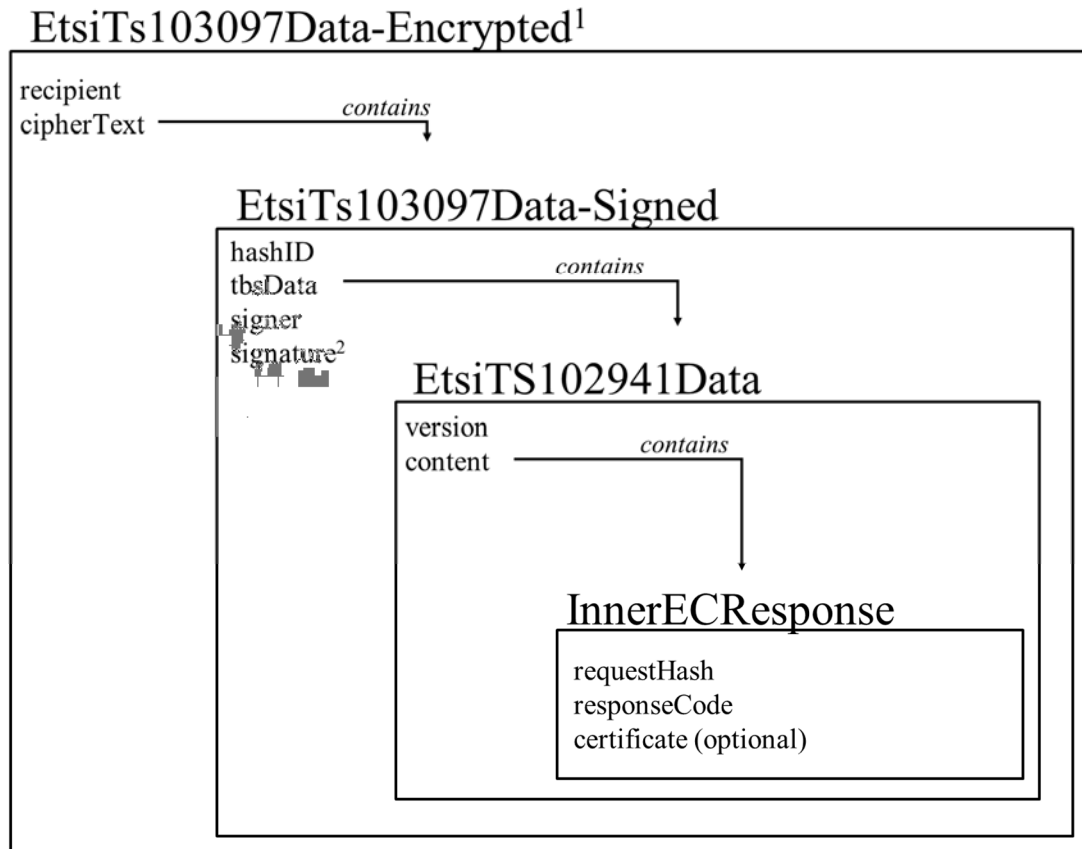 EtsiTs103097Data-Encrypted¹
recipient
cipherText
contains
EtsiTs103097Data-Signed
hashID
tbsData
signer
signature²
contains
EtsiTS102941Data
version
content
contains
InnerECResponse
requestHash
responseCode
certificate (optional)